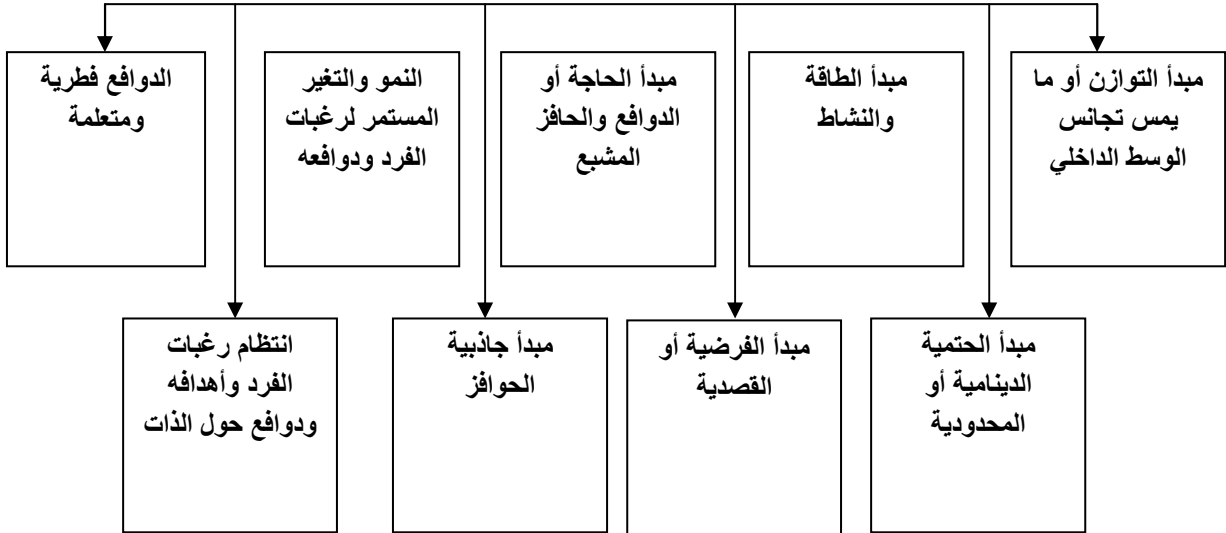 مبدأ التوازن أو ما
يمس تجانس
الوسط الداخلي
مبدأ الطاقة
والنشاط
مبدأ الحاجة أو
الدوافع والحافز
المشبع
النمو والتغير
المستمر لرغبات
الفرد ودوافعه
الدوافع فطرية
ومتعلمة
مبدأ الحتمية
الدينامية أو
المحدودية
مبدأ الفرضية أو
القصدية
مبدأ جاذبية
الحوافز
انتظام رغبات
الفرد وأهدافه
ودوافع حول الذات